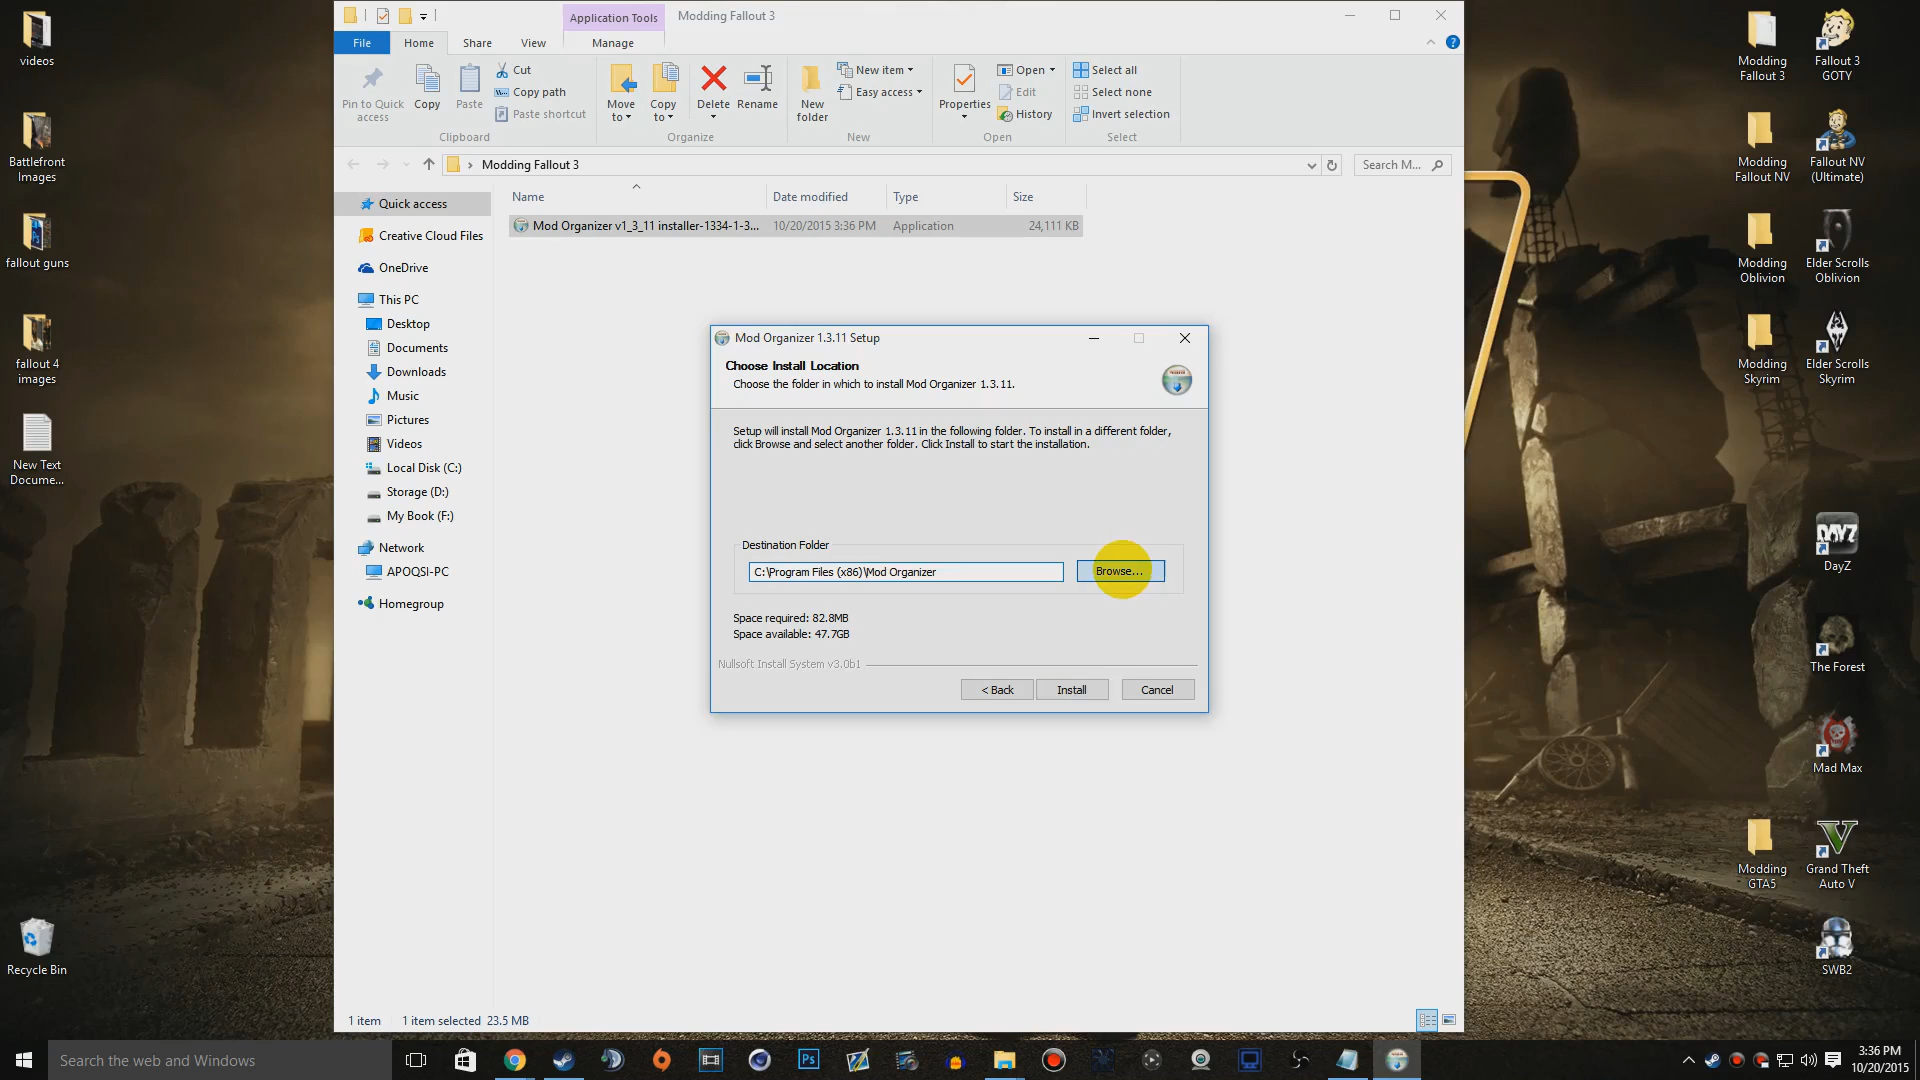 Application Tools
Modding Fallout 3
File
Home
Share
View
Manage
Pin to Quick access
Copy
Paste
Cut
Copy path
Paste shortcut
Clipboard
Move to
Copy to
Delete
Rename
Organize
New folder
New item
Easy access
New
Properties
Open
Edit
History
Open
Select all
Select none
Invert selection
Select
Modding Fallout 3
Search M...
Name
Date modified
Type
Size
Mod Organizer v1_3_11 installer-1334-1-3...
10/20/2015 3:36 PM
Application
24,111 KB
Quick access
Creative Cloud Files
OneDrive
This PC
Desktop
Documents
Downloads
Music
Pictures
Videos
Local Disk (C:)
Storage (D:)
My Book (F:)
Network
APOQSI-PC
Homegroup
1 item
1 item selected 23.5 MB
Mod Organizer 1.3.11 Setup
Choose Install Location
Choose the folder in which to install Mod Organizer 1.3.11.
Setup will install Mod Organizer 1.3.11 in the following folder. To install in a different folder,
click Browse and select another folder. Click Install to start the installation.
Destination Folder
C:\Program Files (x86)\Mod Organizer
Browse...
Space required: 82.8MB
Space available: 47.7GB
Nullsoft Install System v3.0b1
< Back
Install
Cancel
videos
Battlefront
Images
fallout guns
fallout 4
images
New Text
Docume...
Recycle Bin
Modding
Fallout 3
Fallout 3
GOTY
Modding
Fallout NV
Fallout NV
(Ultimate)
Modding
Oblivion
Elder Scrolls
Oblivion
Modding
Skyrim
Elder Scrolls
Skyrim
DAYZ
DayZ
The Forest
Mad Max
Modding
GTA5
Grand Theft
Auto V
SWB2
Search the web and Windows
Ps
3:36 PM
10/20/2015